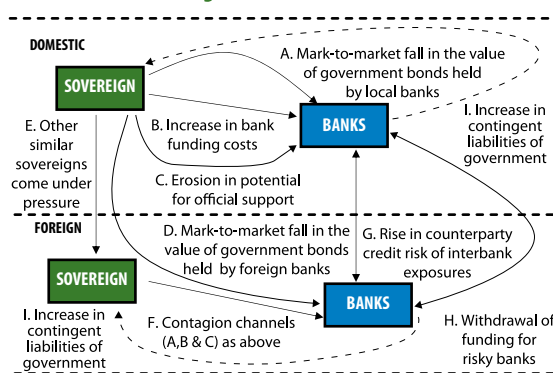 DOMESTIC
A. Mark-to-market fall in the value
of government bonds held
by local banks
SOVEREIGN
BANKS
I. Increase in
contingent
liabilities of
government
E. Other
similar
sovereigns
come under
pressure
B. Increase in bank
funding costs
C. Erosion in potential
for official support
FOREIGN
D. Mark-to-market fall in the
value of government bonds
held by foreign banks
G. Rise in counterparty
credit risk of interbank
exposures
SOVEREIGN
BANKS
I. Increase in
contingent
liabilities of
government
F. Contagion channels
(A,B & C) as above
H. Withdrawal of
funding for
risky banks